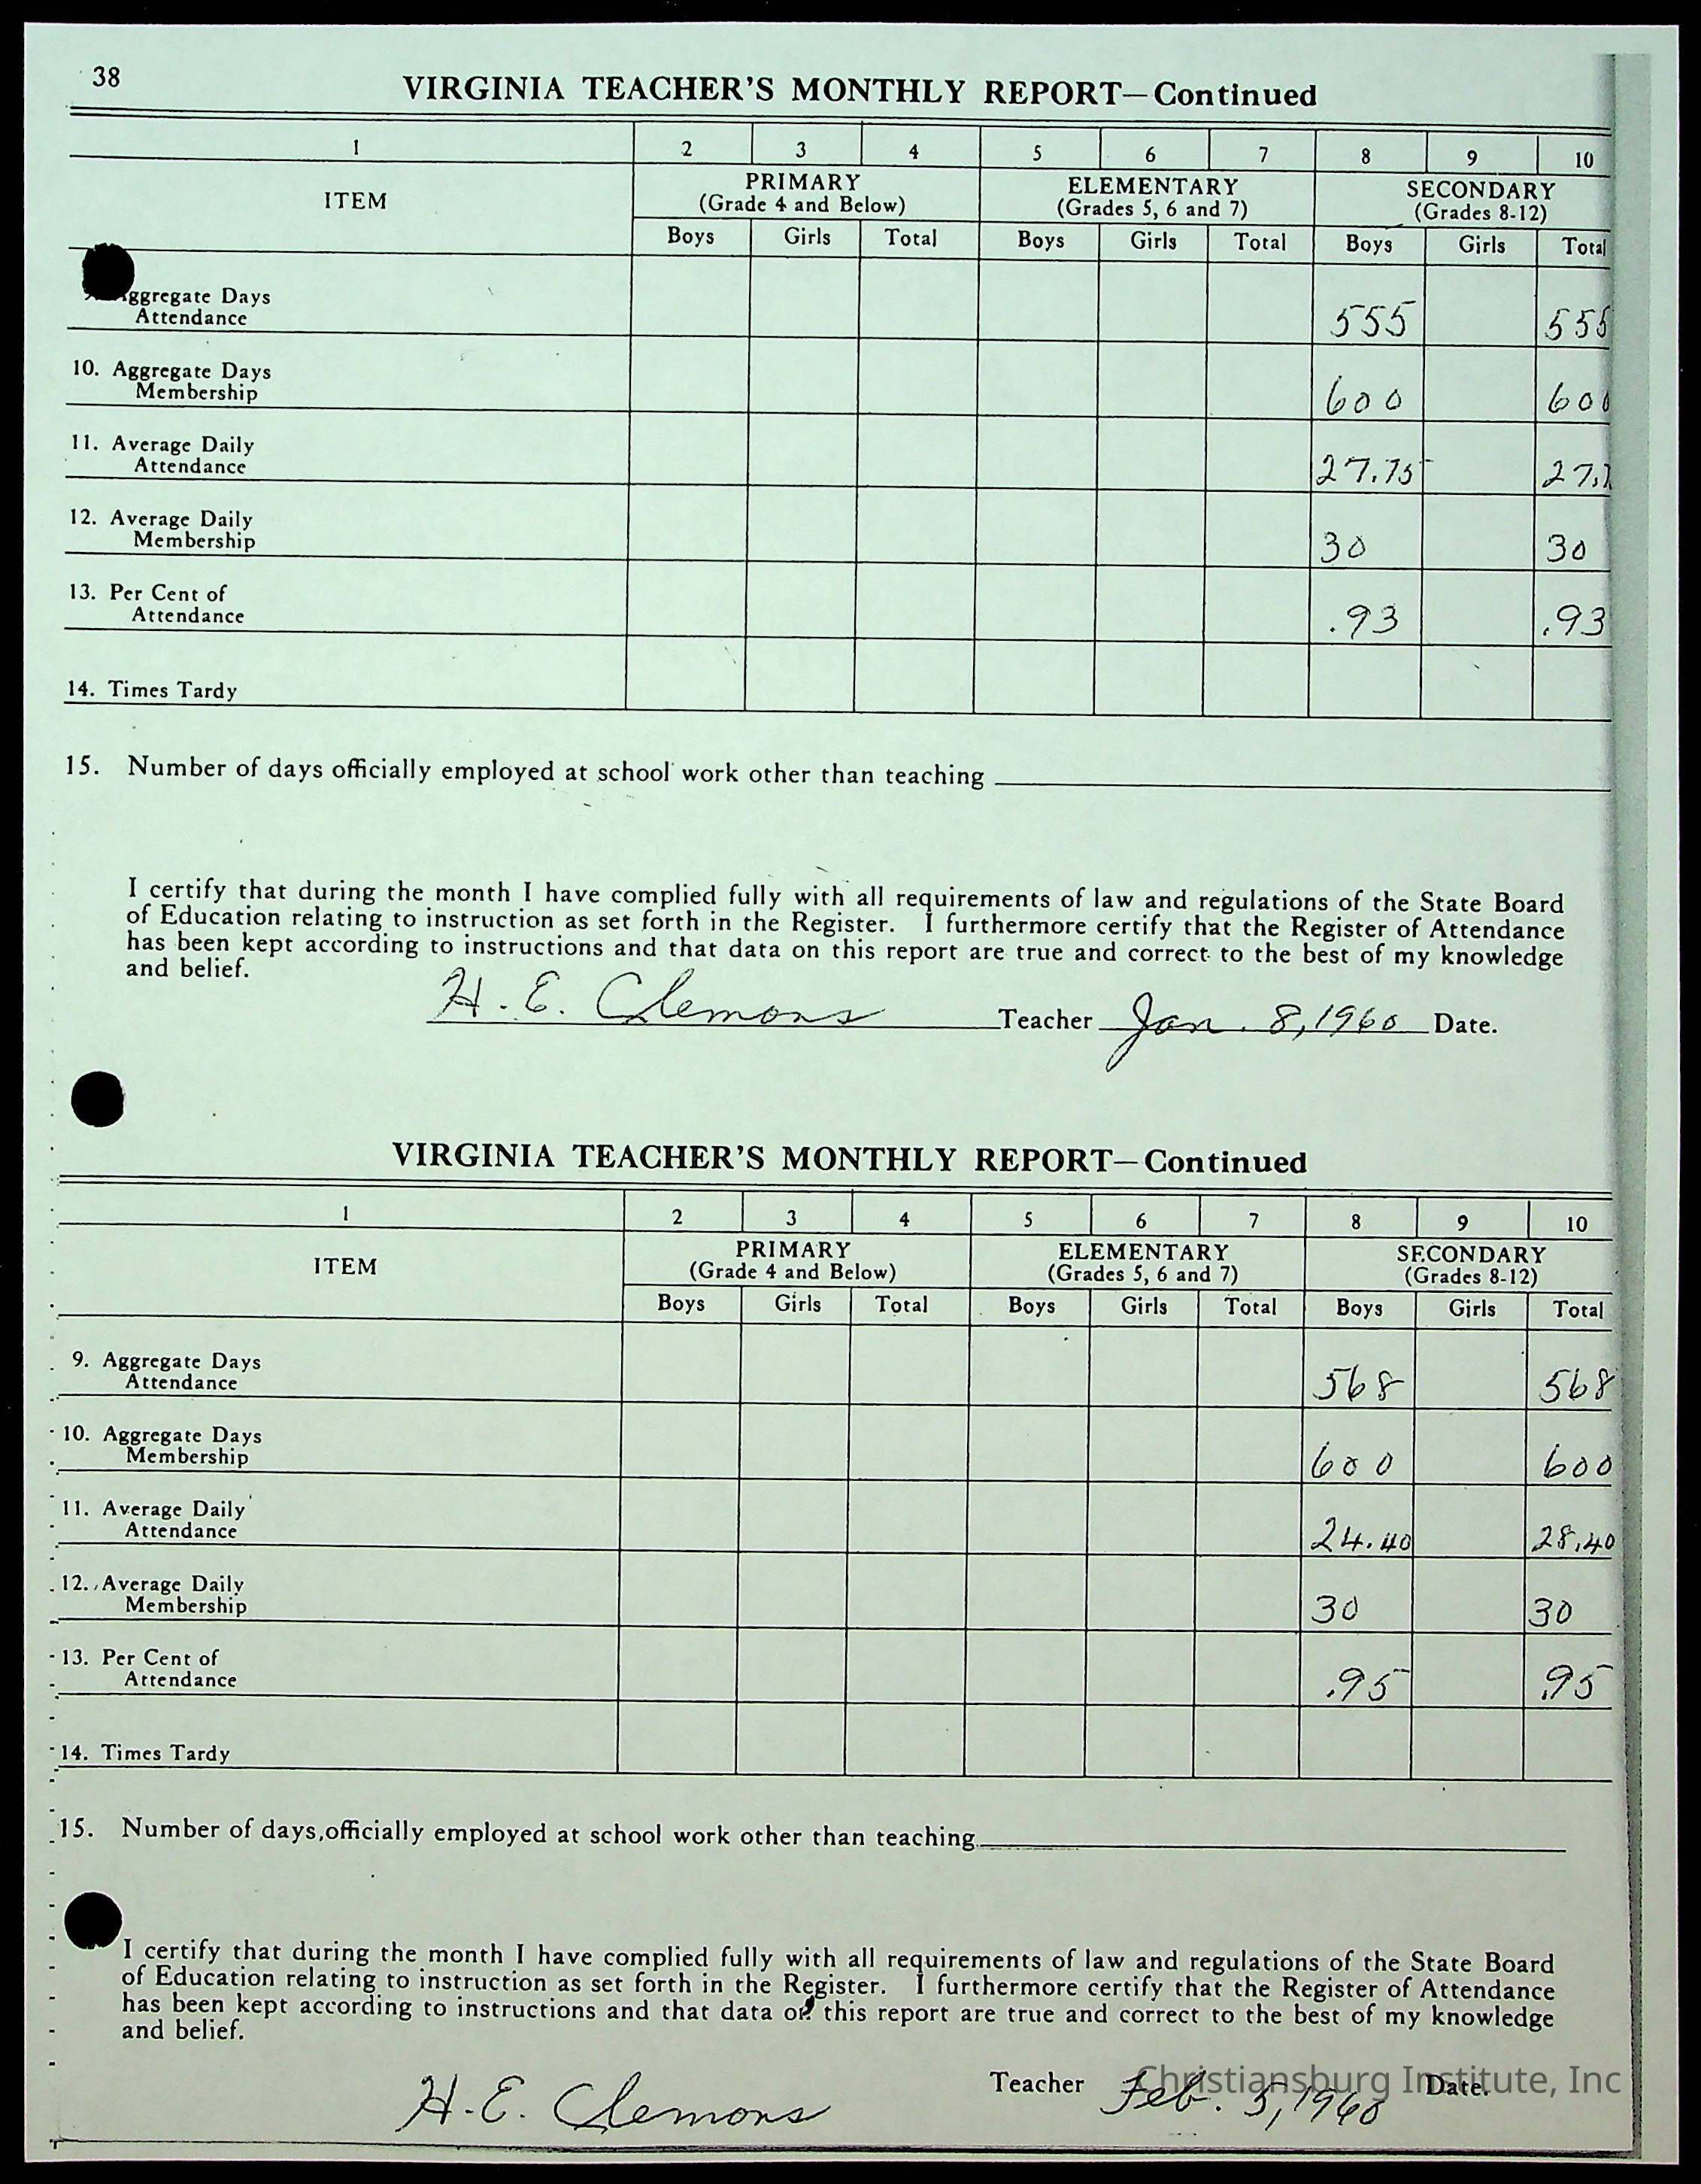 38
VIRGINIA TEACHER'S MONTHLY REPORT—Continued
1 2 3 4 5 6 7 8 9 10
ITEM PRIMARY (Grade 4 and Below) ELEMENTARY (Grades 5, 6 and 7) SECONDARY (Grades 8-12)
Boys Girls Total Boys Girls Total Boys Girls Total
ggregate Days
Attendance 555 555
10. Aggregate Days
Membership 600 600
11. Average Daily
Attendance 27.75 27.7
12. Average Daily
Membership 30 30
13. Per Cent of
Attendance .93 .93
14. Times Tardy
15. Number of days officially employed at school work other than teaching
I certify that during the month I have complied fully with all requirements of law and regulations of the State Board
of Education relating to instruction as set forth in the Register. I furthermore certify that the Register of Attendance
has been kept according to instructions and that data on this report are true and correct to the best of my knowledge
and belief.
H. E. Clemons Teacher Jan. 8, 1960 Date.
VIRGINIA TEACHER'S MONTHLY REPORT—Continued
1 2 3 4 5 6 7 8 9 10
ITEM PRIMARY (Grade 4 and Below) ELEMENTARY (Grades 5, 6 and 7) SECONDARY (Grades 8-12)
Boys Girls Total Boys Girls Total Boys Girls Total
9. Aggregate Days
Attendance 568 568
10. Aggregate Days
Membership 600 600
11. Average Daily
Attendance 24.40 28.40
12. Average Daily
Membership 30 30
13. Per Cent of
Attendance .95 .95
14. Times Tardy
15. Number of days officially employed at school work other than teaching
I certify that during the month I have complied fully with all requirements of law and regulations of the State Board
of Education relating to instruction as set forth in the Register. I furthermore certify that the Register of Attendance
has been kept according to instructions and that data on this report are true and correct to the best of my knowledge
and belief.
H. E. Clemons Teacher Feb. 5, 1960 Date.
Christiansburg Institute, Inc